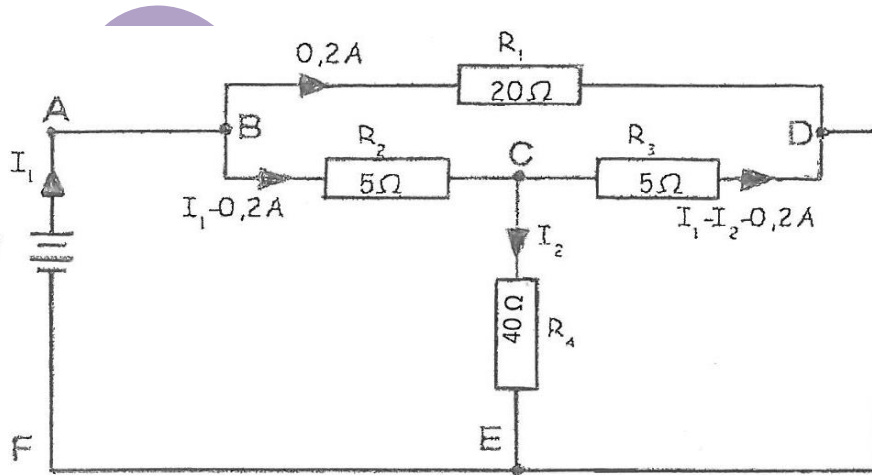 0,2A
R₁
20Ω
A
B
D
R₂
C
R₃
5Ω
5Ω
I₁
I₁-0,2A
I₁-I₂-0,2A
I₂
40Ω
R₄
F
E